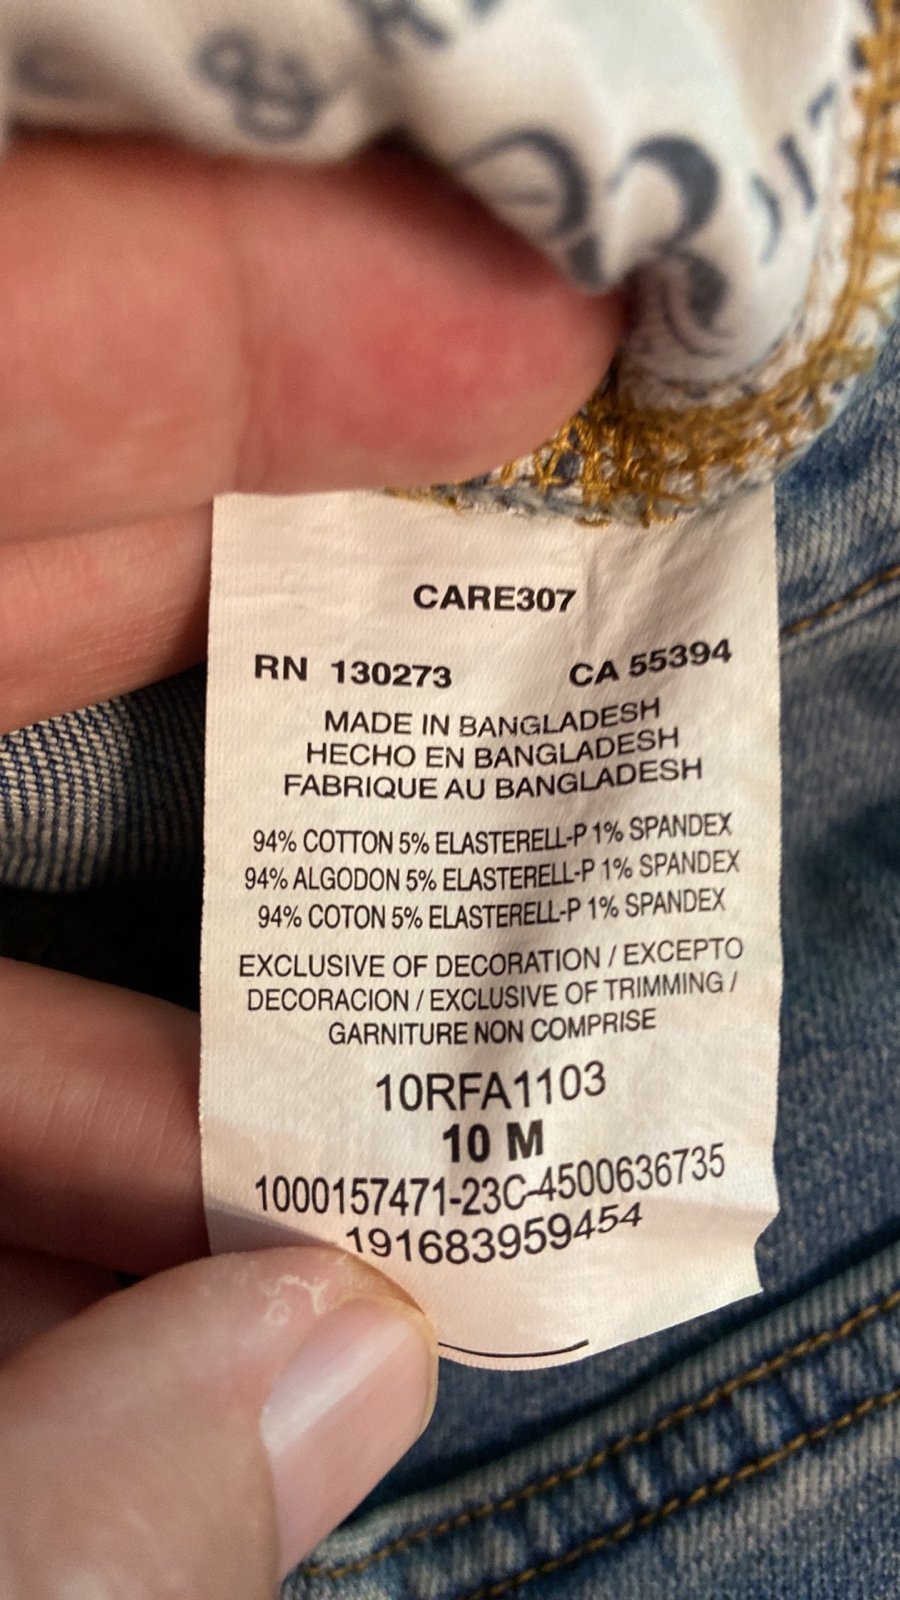 CARE307
RN 130273 CA 55394
MADE IN BANGLADESH
HECHO EN BANGLADESH
FABRIQUE AU BANGLADESH
94% COTTON 5% ELASTERELL-P 1% SPANDEX
94% ALGODON 5% ELASTERELL-P 1% SPANDEX
94% COTON 5% ELASTERELL-P 1% SPANDEX
EXCLUSIVE OF DECORATION / EXCEPTO
DECORACION / EXCLUSIVE OF TRIMMING /
GARNITURE NON COMPRISE
10RFA1103
10 M
1000157471-23C-4500636735
191683959454